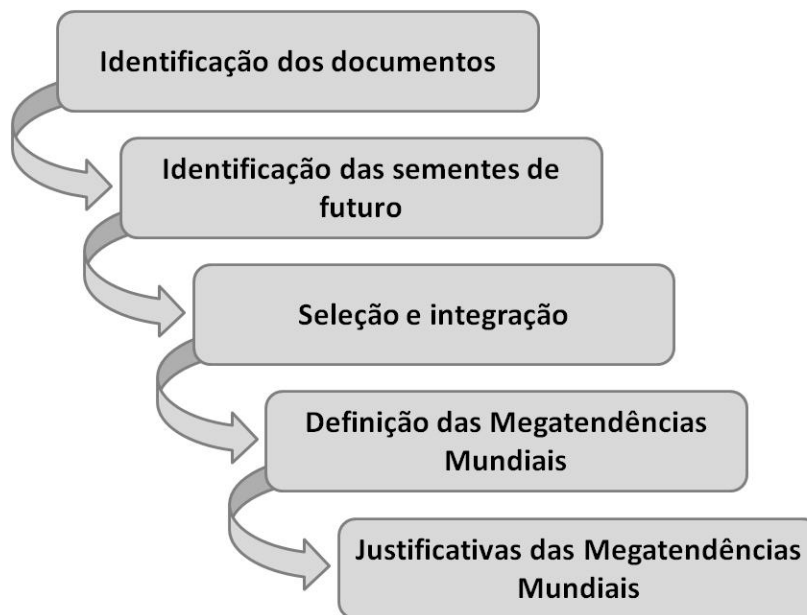 Identificação dos documentos
Identificação das sementes de
futuro
Seleção e integração
Definição das Megatendências
Mundiais
Justificativas das Megatendências
Mundiais